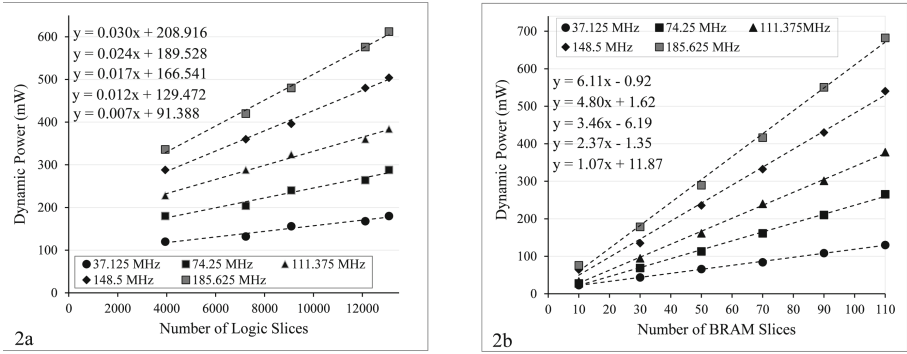 y = 0.030x + 208.916
y = 0.024x + 189.528
y = 0.017x + 166.541
y = 0.012x + 129.472
y = 0.007x + 91.388
600
500
400
300
200
100
0
Dynamic Power (mW)
37.125 MHz 74.25 MHz 111.375 MHz
148.5 MHz 185.625 MHz
0 2000 4000 6000 8000 10000 12000
Number of Logic Slices
2a
37.125 MHz 74.25 MHz 111.375MHz
148.5 MHz 185.625 MHz
y = 6.11x - 0.92
y = 4.80x + 1.62
y = 3.46x - 6.19
y = 2.37x - 1.35
y = 1.07x + 11.87
700
600
500
400
300
200
100
0
Dynamic Power (mW)
0 10 20 30 40 50 60 70 80 90 100 110
Number of BRAM Slices
2b